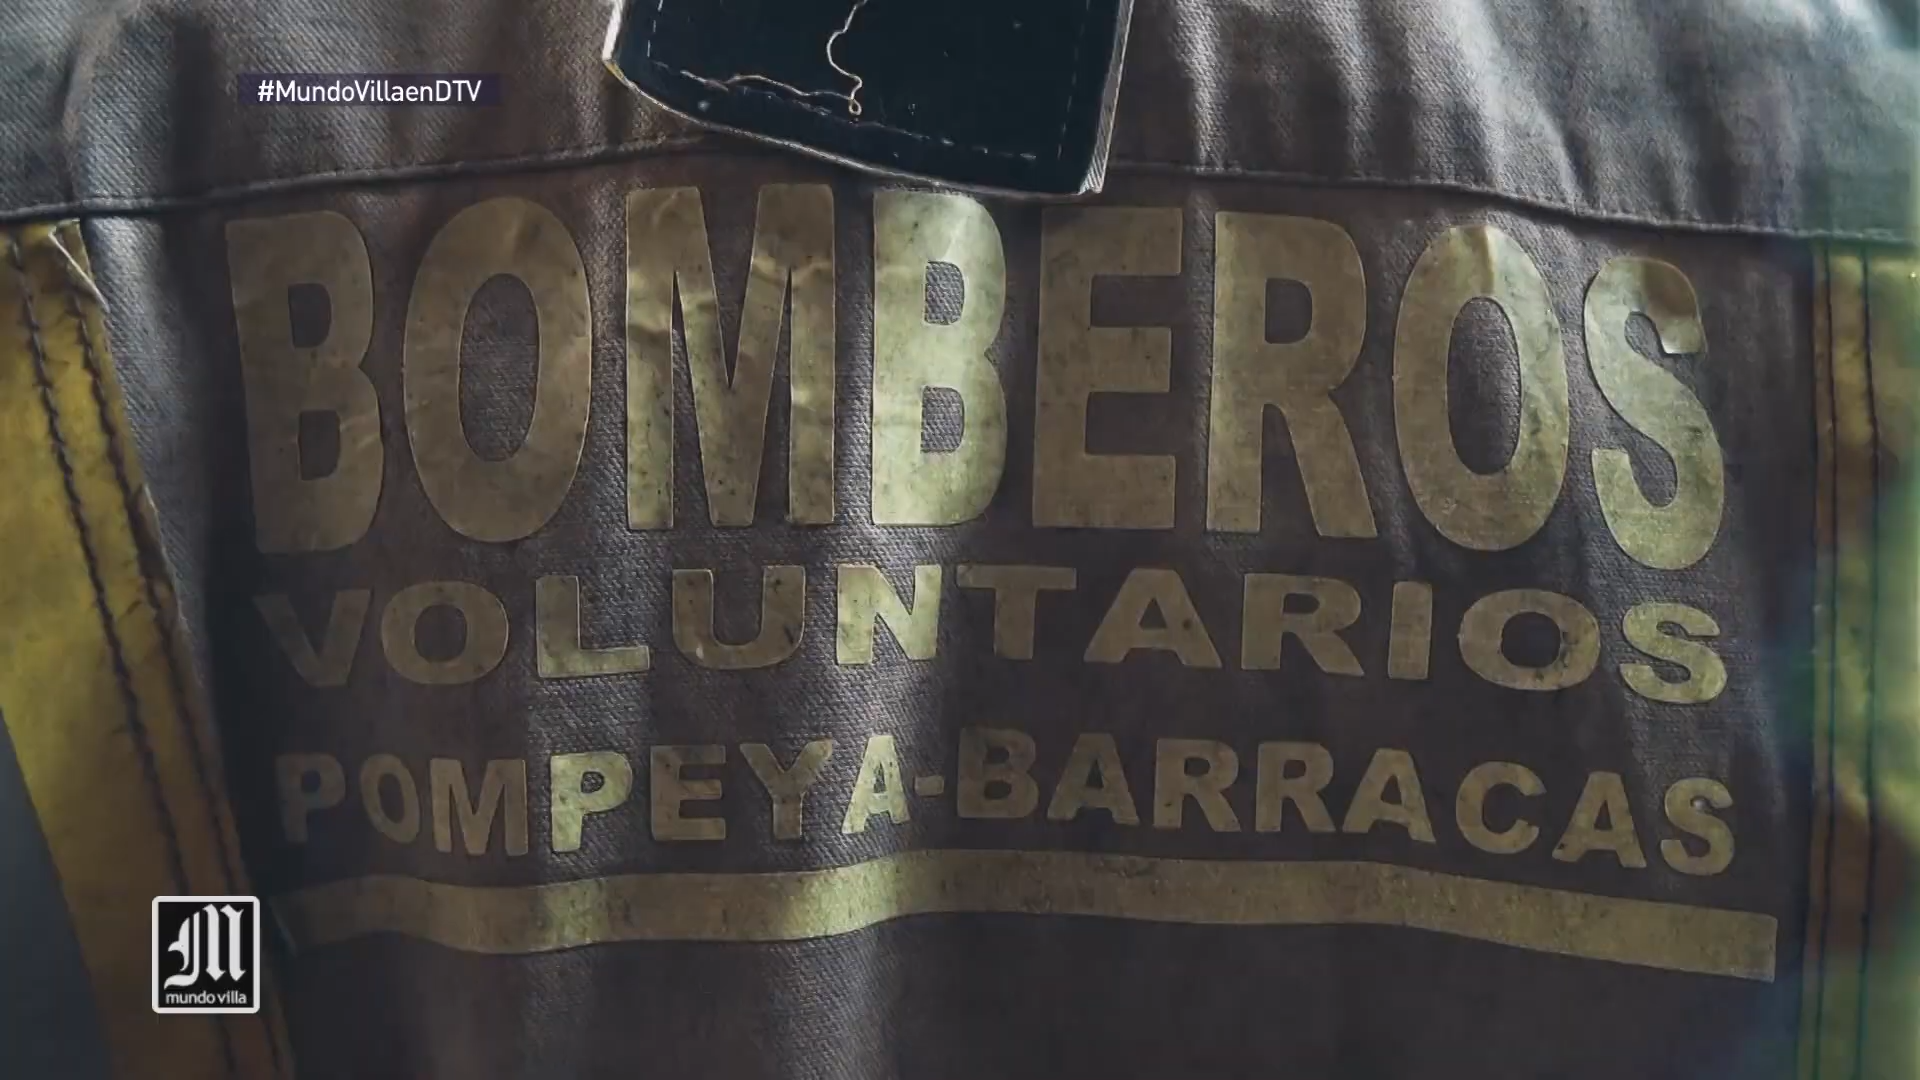 #MundoVillaenDTV
BOMBEROS
VOLUNTARIOS
POMPEYA-BARRACAS
M
mundo villa